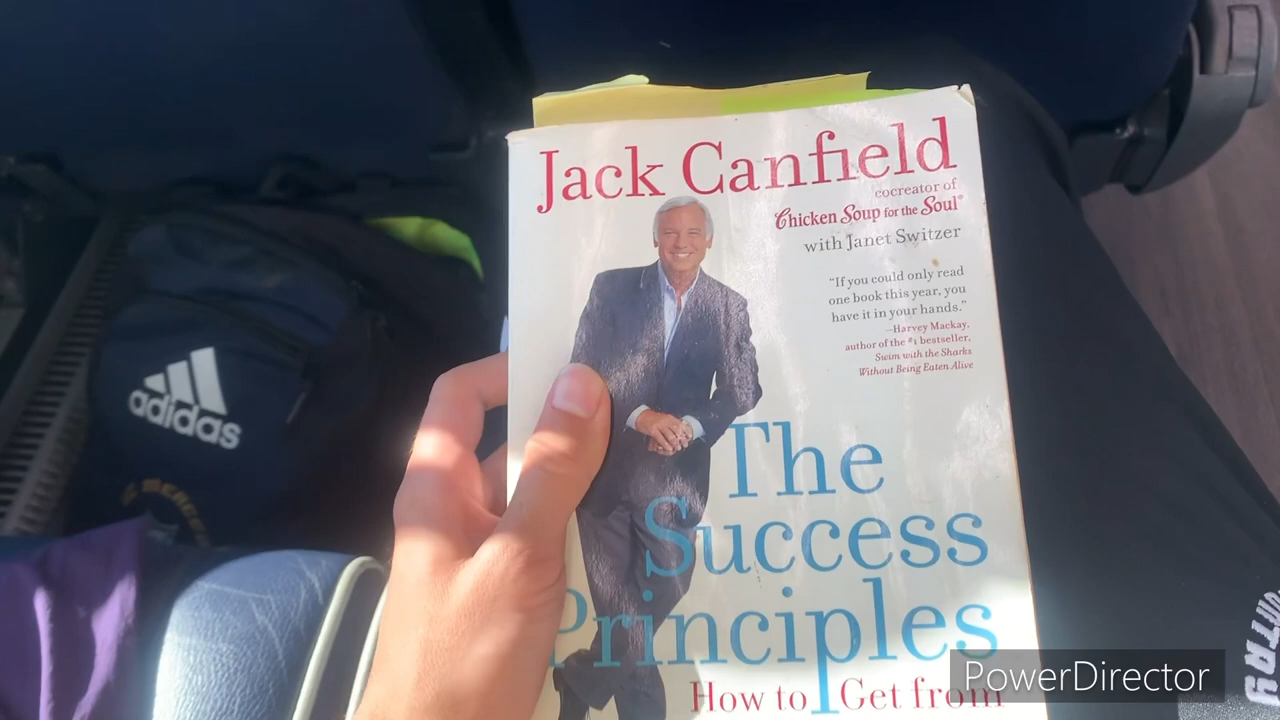 Jack Canfield
cocreator of
Chicken Soup for the Soul®
with Janet Switzer
“If you could only read
one book this year, you
have it in your hands.”
—Harvey Mackay,
author of the #1 bestseller,
Swim with the Sharks
Without Being Eaten Alive
The
Success
Principles
How to Get from
adidas
PowerDirector